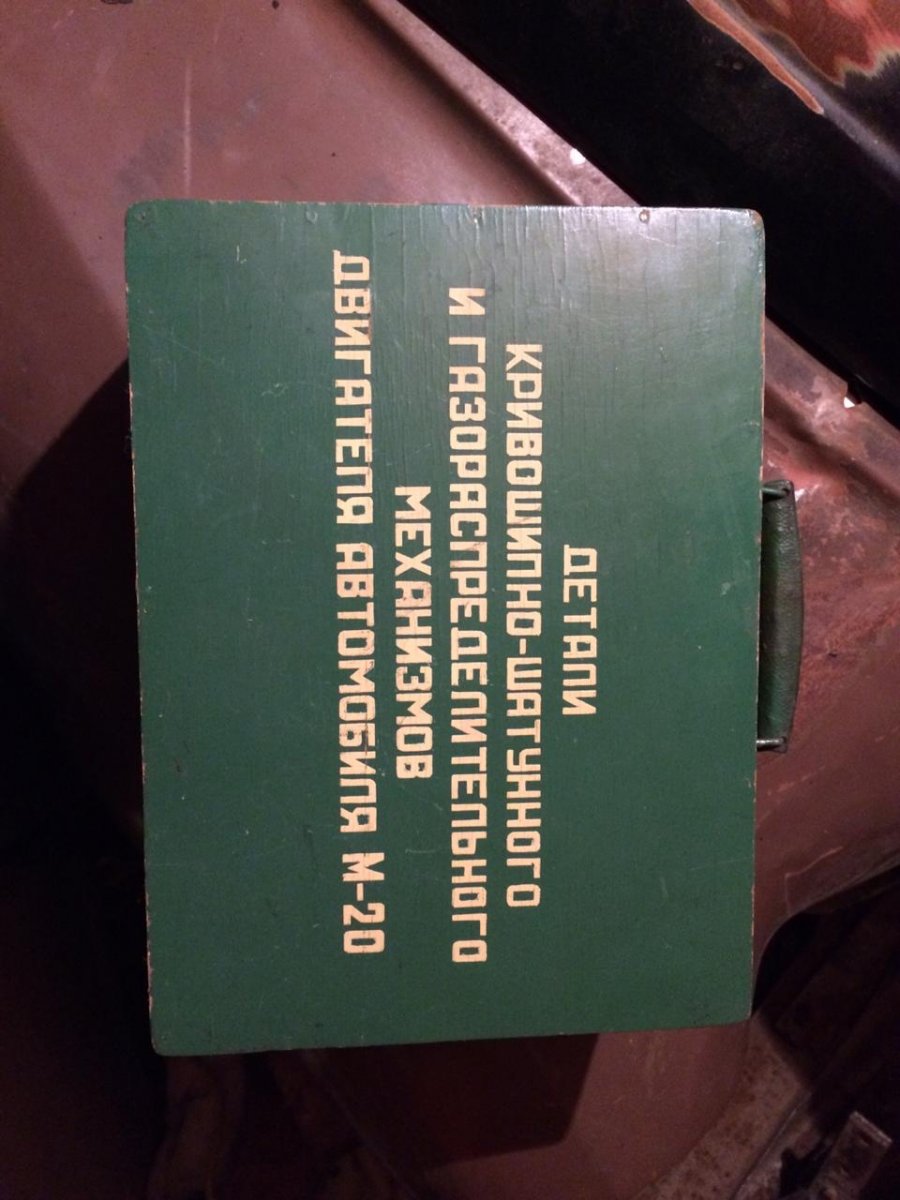 ДЕТАЛИ
КРИВОШИПНО-ШАТУННОГО
И ГАЗОРАСПРЕДЕЛИТЕЛЬНОГО
МЕХАНИЗМОВ
ДВИГАТЕЛЯ АВТОМОБИЛЯ М-20